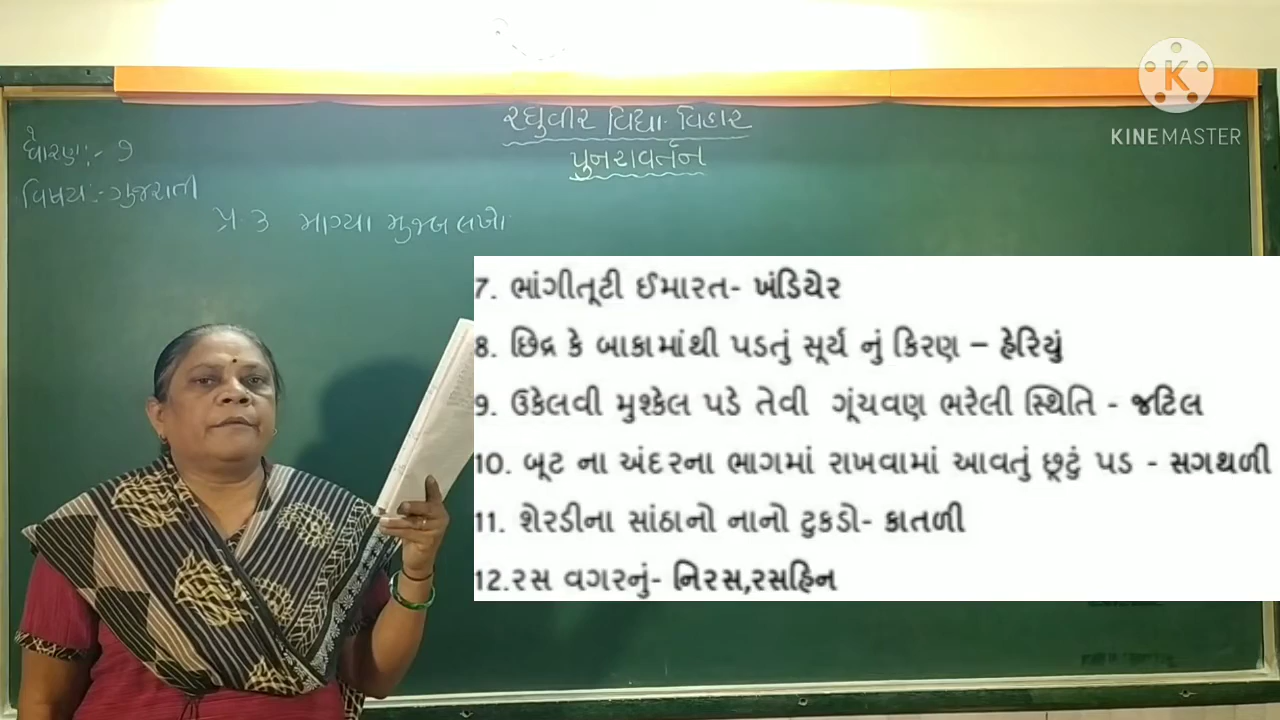 રઘુવીર વિદ્યા-વિહાર
પુનરાવર્તન
ધોરણ:- ૭
વિષય:- ગુજરાતી
પ્ર-૩ માગ્યા મુજબ લખો
KINEMASTER
7. ભાંગીતૂટી ઈમારત- ખંડિયેર
8. છિદ્ર કે બાકામાંથી પડતું સૂર્ય નું કિરણ – હેરિયું
9. ઉકેલવી મુશ્કેલ પડે તેવી ગૂંચવણ ભરેલી સ્થિતિ - જટિલ
10. બૂટ ના અંદરના ભાગમાં રાખવામાં આવતું છૂટું પડ - સગથળી
11. શેરડીના સાંઠાનો નાનો ટુકડો- કાતળી
12.રસ વગરનું- નિરસ,રસહિન